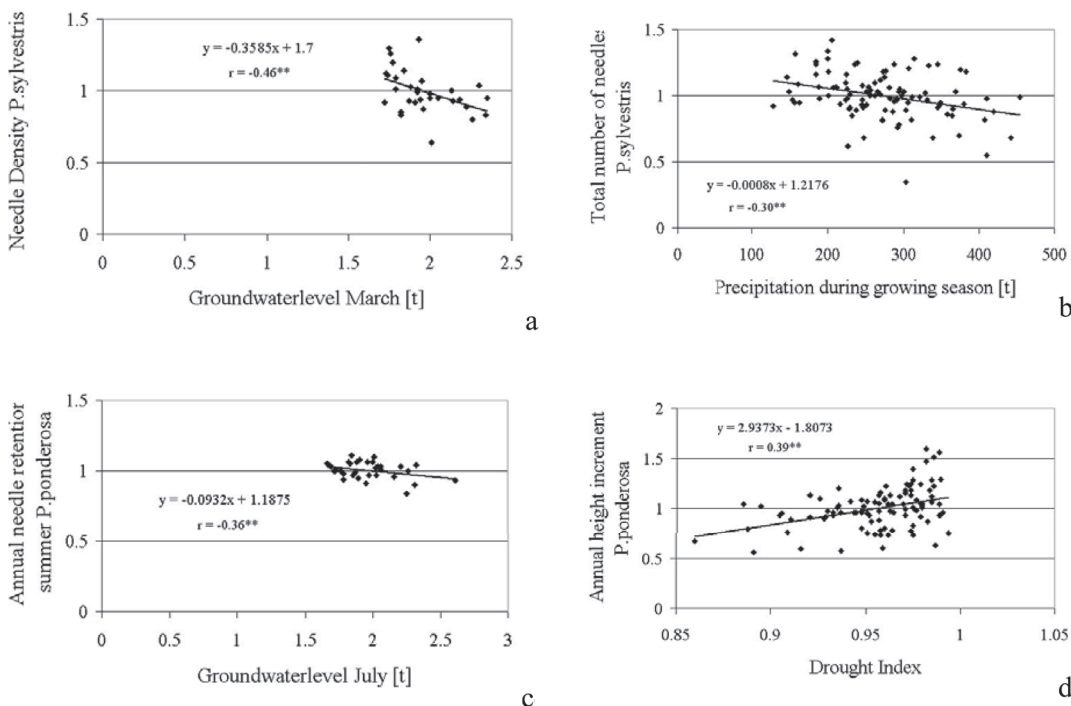 Needle Density P.sylvestris
1.5
1
0.5
0
y = -0.3585x + 1.7
r = -0.46**
0
0.5
1
1.5
2
2.5
Groundwaterlevel March [t]
a
Total number of needles
P.sylvestris
1.5
1
0.5
0
y = -0.0008x + 1.2176
r = -0.30**
0
100
200
300
400
500
Precipitation during growing season [t]
b
Annual needle retentior
summer P.ponderosa
1.5
1
0.5
0
y = -0.0932x + 1.1875
r = -0.36**
0
0.5
1
1.5
2
2.5
3
Groundwaterlevel July [t]
c
Annual height increment
P.ponderosa
2
1.5
1
0.5
0
y = 2.9373x - 1.8073
r = 0.39**
0.85
0.9
0.95
1
1.05
Drought Index
d